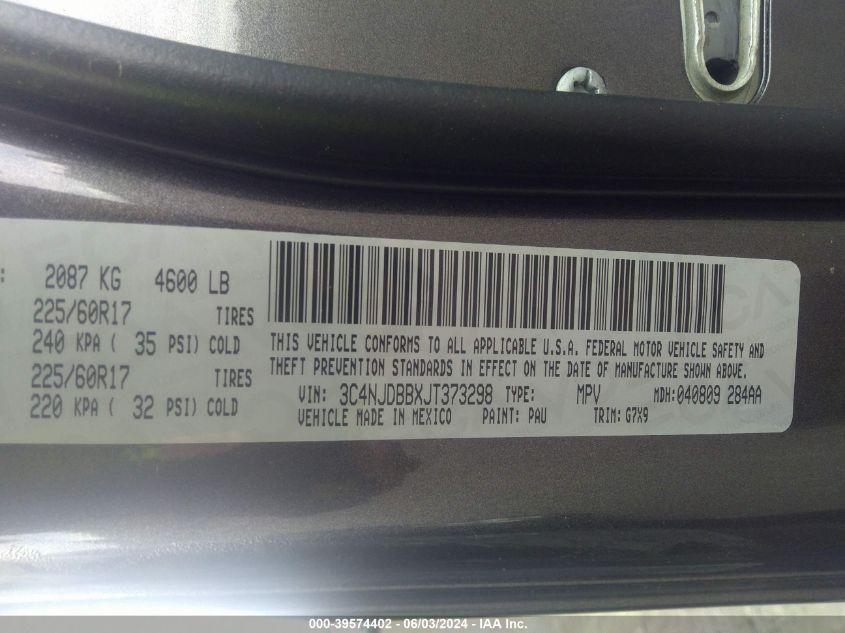 2087 KG 4600 LB
225/60R17 TIRES
240 KPA ( 35 PSI) COLD
225/60R17 TIRES
220 KPA ( 32 PSI) COLD
THIS VEHICLE CONFORMS TO ALL APPLICABLE U.S.A. FEDERAL MOTOR VEHICLE SAFETY AND
THEFT PREVENTION STANDARDS IN EFFECT ON THE DATE OF MANUFACTURE SHOWN ABOVE.
VIN: 3C4NJDBBXJT373298 TYPE: MPV MDH: 040809 284AA
VEHICLE MADE IN MEXICO PAINT: PAU TRIM: G7X9
000-39574402 - 06/03/2024 - IAA Inc.